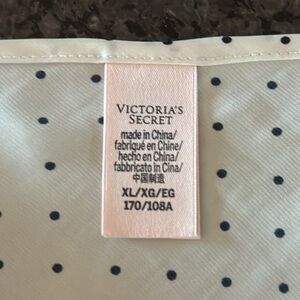 VICTORIA'S
SECRET
made in China/
fabriqué en Chine/
hecho en China/
fabbricato in Cina/
中国制造
XL/XG/EG
170/108A